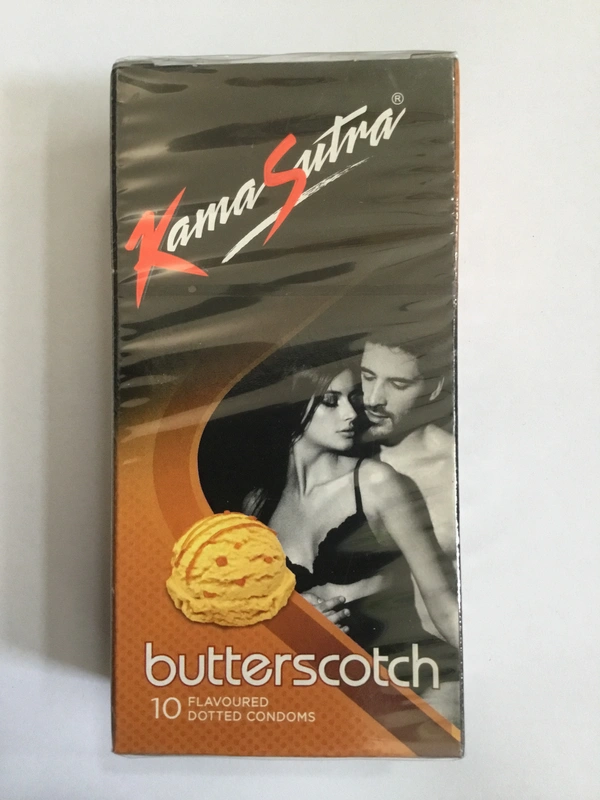 KamaSutra®
butterscotch
10 FLAVOURED
DOTTED CONDOMS